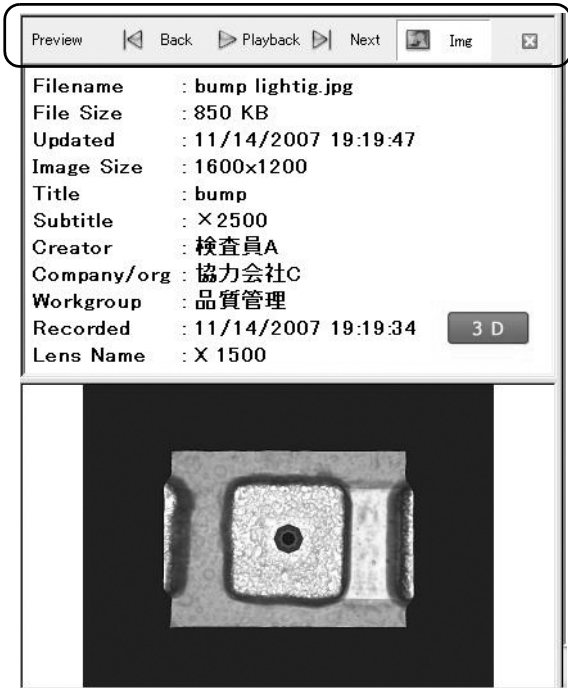 Preview Back Playback Next Img
Filename : bump lightig.jpg
File Size : 850 KB
Updated : 11/14/2007 19:19:47
Image Size : 1600x1200
Title : bump
Subtitle : ×2500
Creator : 検査員A
Company/org : 協力会社C
Workgroup : 品質管理
Recorded : 11/14/2007 19:19:34
3 D
Lens Name : X 1500